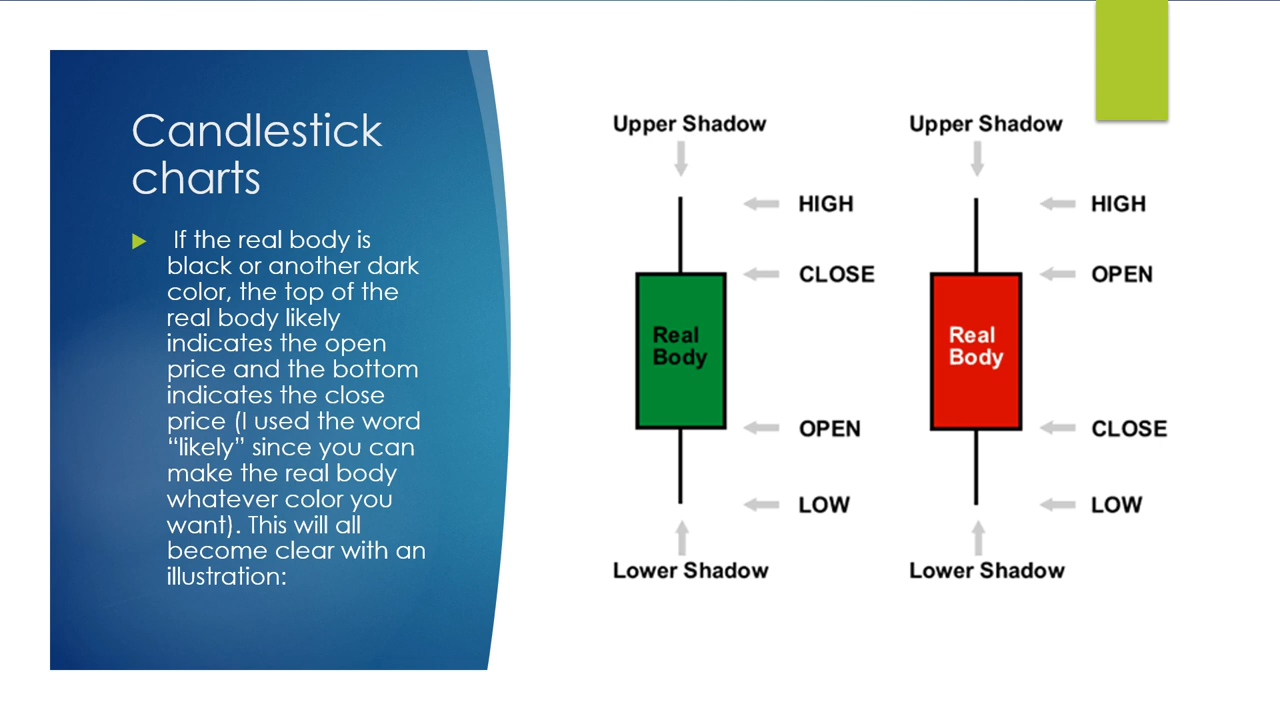 Candlestick
charts
If the real body is
black or another dark
color, the top of the
real body likely
indicates the open
price and the bottom
indicates the close
price (I used the word
“likely” since you can
make the real body
whatever color you
want). This will all
become clear with an
illustration:
Upper Shadow
HIGH
CLOSE
Real
Body
OPEN
LOW
Lower Shadow
Upper Shadow
HIGH
OPEN
Real
Body
CLOSE
LOW
Lower Shadow